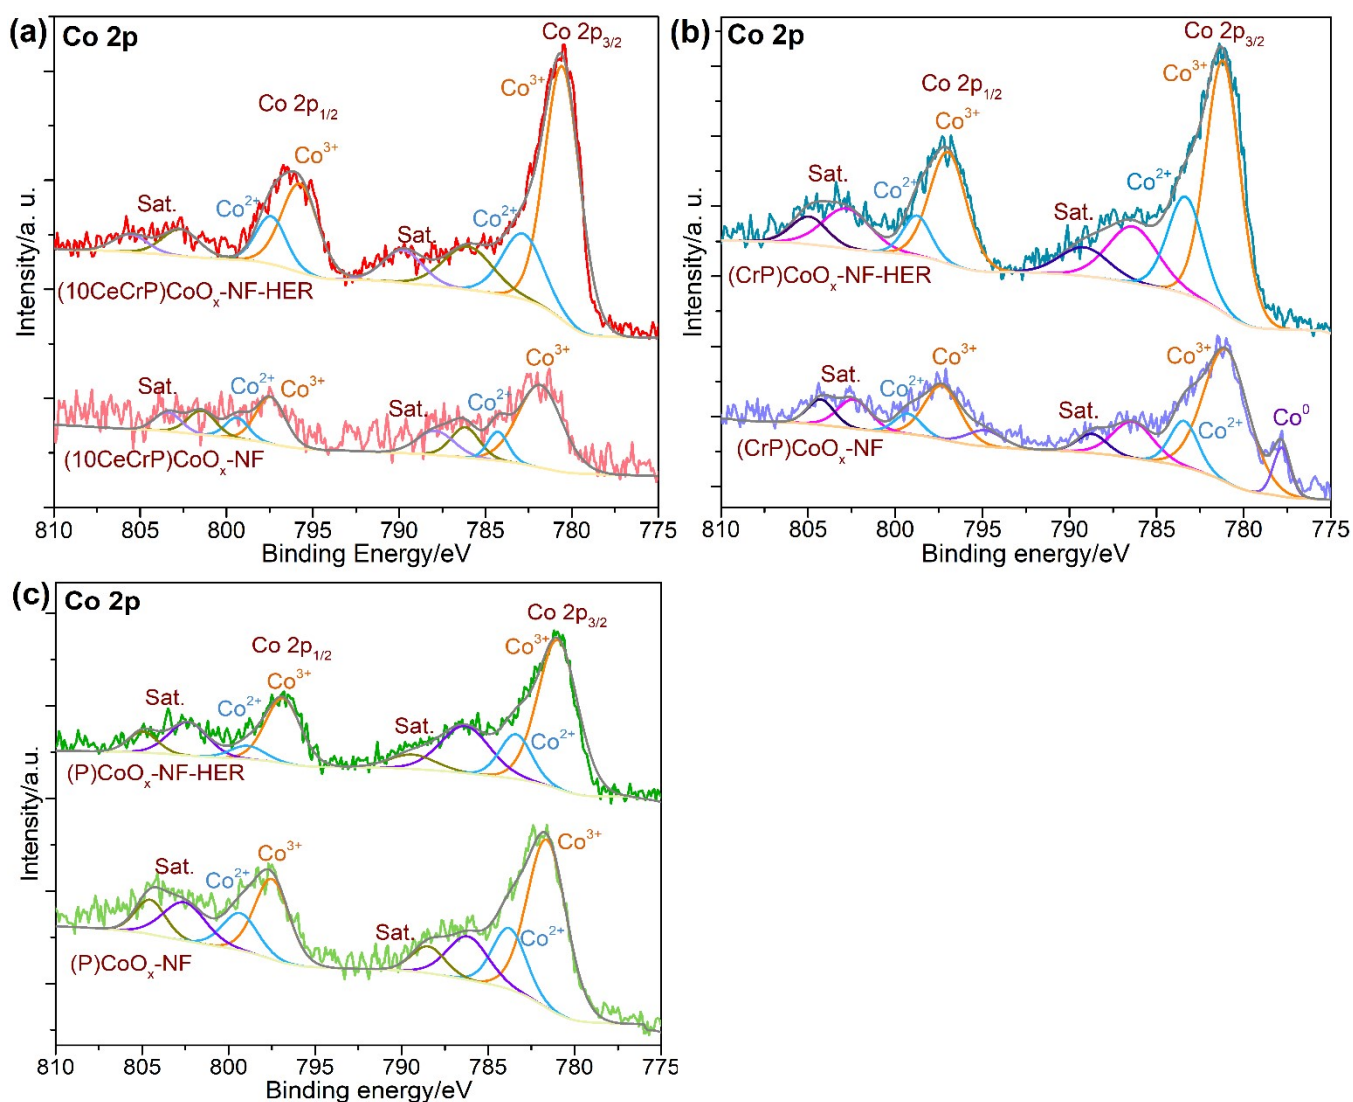 (a) Co 2p
Co 2p3/2
Co3+
Co 2p1/2
Co3+
Sat.
Co2+
Sat.
Co2+
(10CeCrP)CoOx-NF-HER
Co3+
Sat.
Co2+
Co3+
Sat.
Co2+
(10CeCrP)CoOx-NF
Intensity/a. u.
810 805 800 795 790 785 780 775
Binding Energy/eV
(b) Co 2p
Co 2p3/2
Co3+
Co 2p1/2
Co3+
Sat.
Co2+
Co2+
Sat.
(CrP)CoOx-NF-HER
Co3+
Co3+
Sat.
Co2+
Sat.
Co2+
Co0
(CrP)CoOx-NF
Intensity/a. u.
810 805 800 795 790 785 780 775
Binding energy/eV
(c) Co 2p
Co 2p3/2
Co 2p1/2
Co3+
Co3+
Sat.
Co2+
Sat.
Co2+
(P)CoOx-NF-HER
Co3+
Co3+
Sat.
Co2+
Sat.
Co2+
(P)CoOx-NF
Intensity/a.u.
810 805 800 795 790 785 780 775
Binding energy/eV